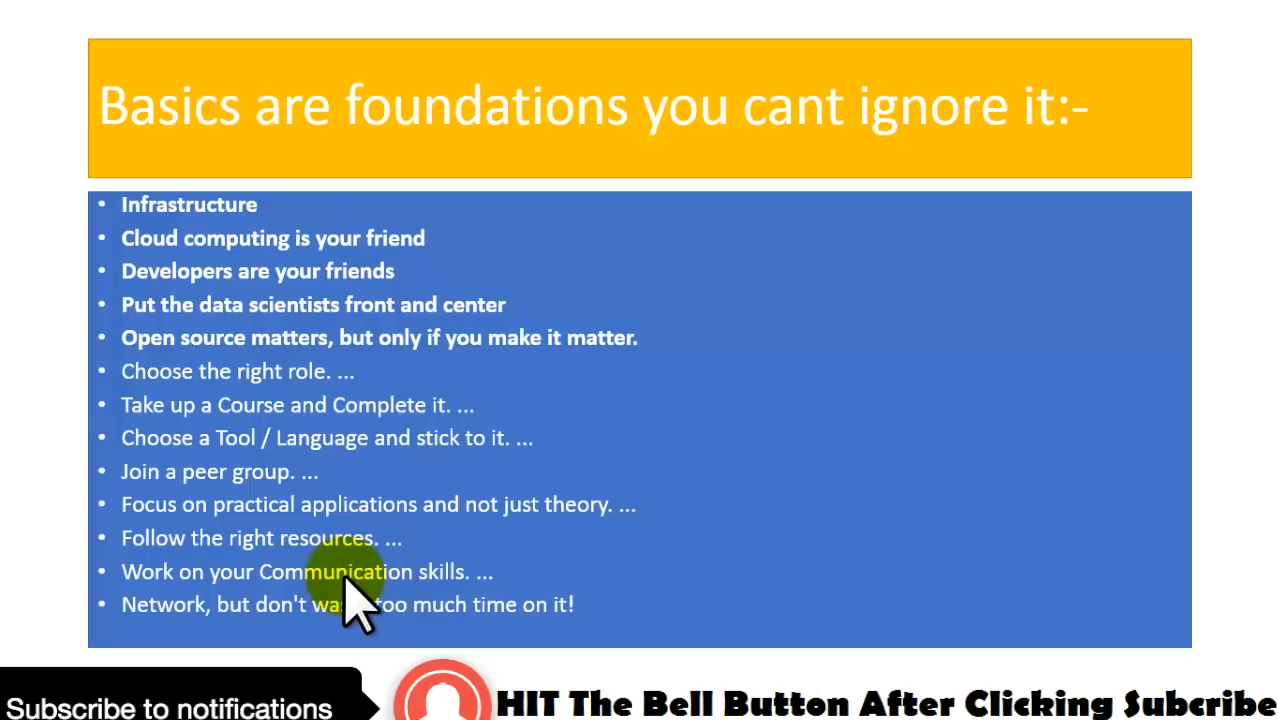 Basics are foundations you cant ignore it:-
• Infrastructure
• Cloud computing is your friend
• Developers are your friends
• Put the data scientists front and center
• Open source matters, but only if you make it matter.
• Choose the right role. ...
• Take up a Course and Complete it. ...
• Choose a Tool / Language and stick to it. ...
• Join a peer group. ...
• Focus on practical applications and not just theory. ...
• Follow the right resources. ...
• Work on your Communication skills. ...
• Network, but don't too much time on it!
Subscribe to notifications
HIT The Bell Button After Clicking Subcribe